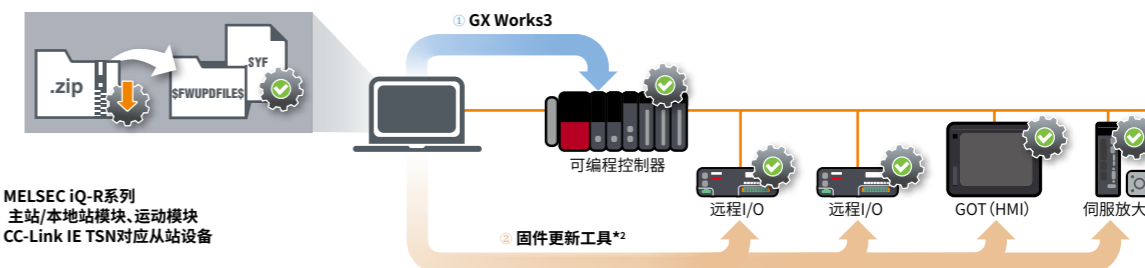 ① GX Works3
.zip
.SYF
$FWUPDFILE$
可编程控制器
MELSEC iQ-R系列
主站/本地站模块、运动模块
CC-Link IE TSN对应从站设备
远程I/O
远程I/O
GOT（HMI）
伺服放大
② 固件更新工具*2